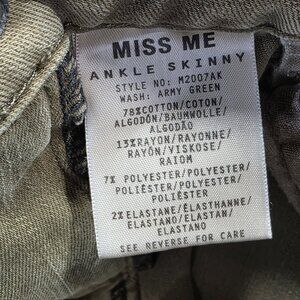 MISS ME
ANKLE SKINNY
STYLE NO: M2007AK
WASH: ARMY GREEN
78%COTTON/COTON/
ALGODÓN/BAUMWOLLE/
ALGODÃO
13%RAYON/RAYONNE/
RAYÓN/VISKOSE/
RAIOM
7% POLYESTER/POLYESTER/
POLIÉSTER/POLYESTER/
POLIÉSTER
2% ELASTANE/ÉLASTHANNE/
ELASTANO/ELASTAN/
ELASTANO
SEE REVERSE FOR CARE